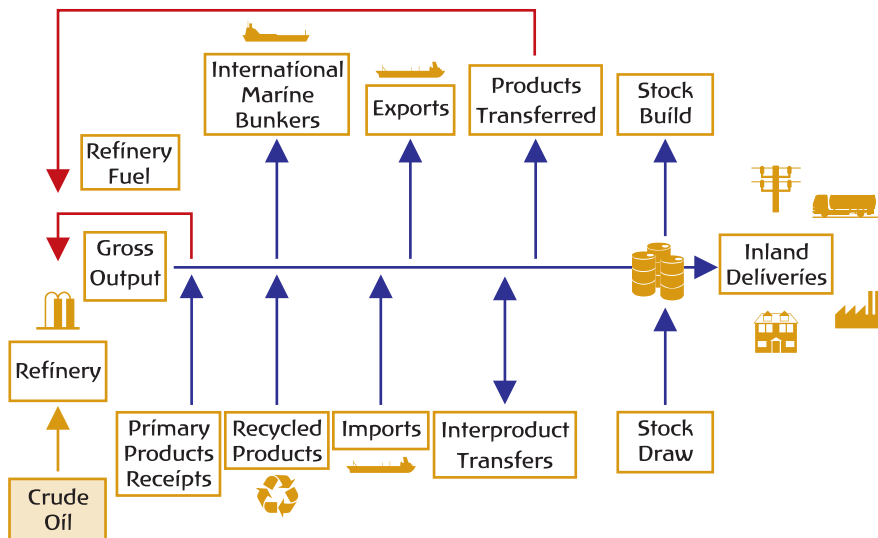 International
Marine
Bunkers
Exports
Products
Transferred
Stock
Build
Refinery
Fuel
Gross
Output
Inland
Deliveries
Refinery
Primary
Products
Receipts
Recycled
Products
Imports
Interproduct
Transfers
Stock
Draw
Crude
Oil